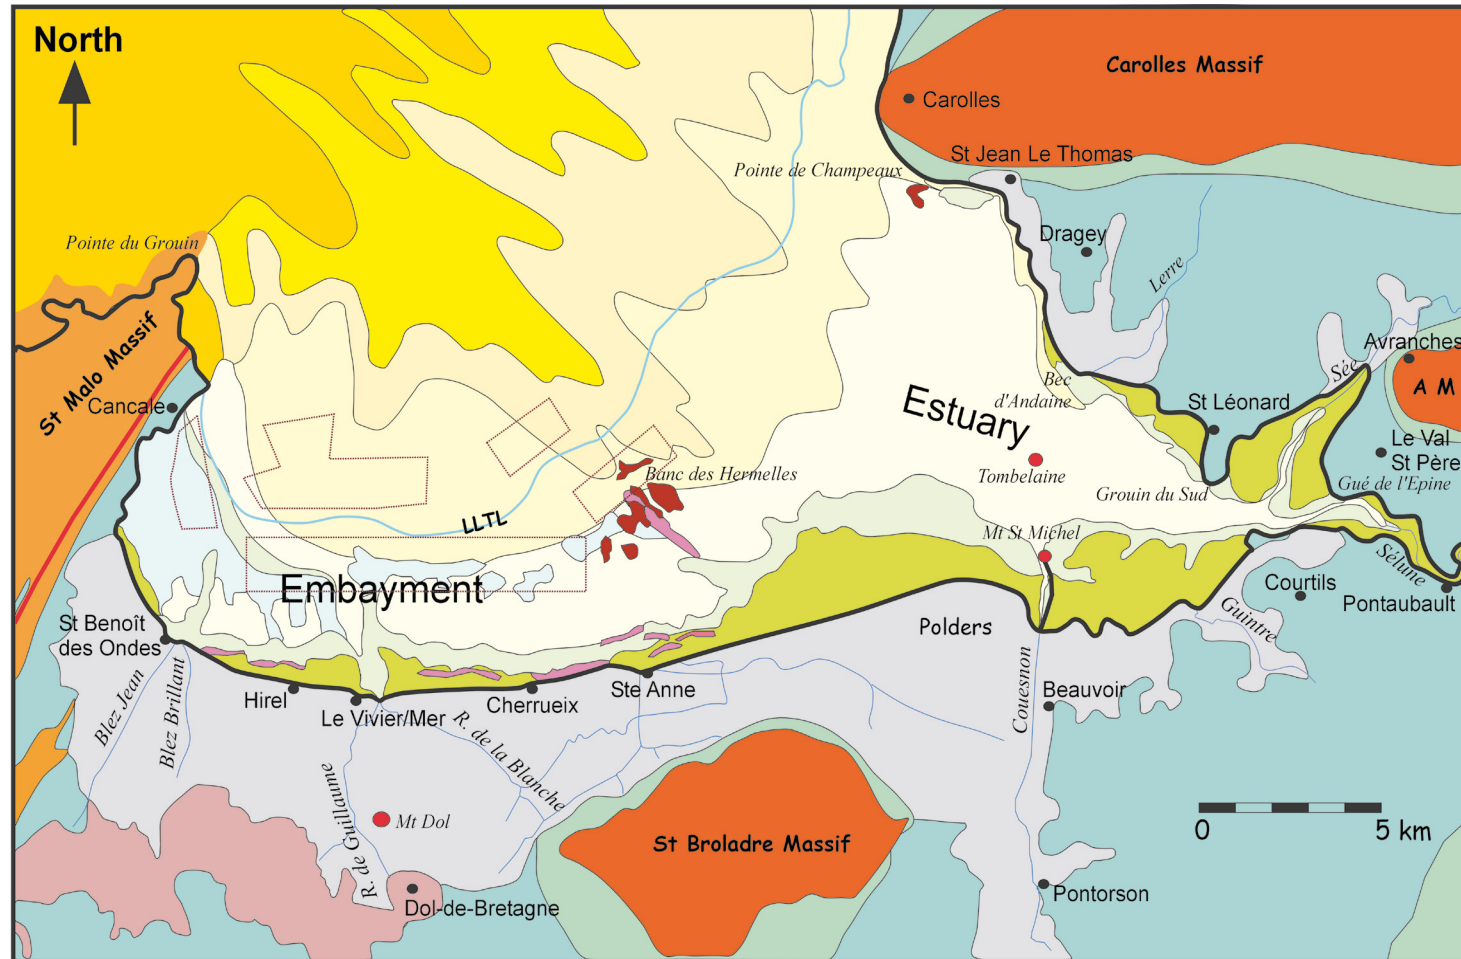 North
Carolles Massif
Carolles
St Jean Le Thomas
Pointe de Champeaux
Pointe du Grouin
Dragey
Lerre
St Malo Massif
Cancale
Avranches
Sée
A M
Bec
d'Andaine
Estuary
St Léonard
Le Val
St Père
Tombelaine
Banc des Hermelles
Grouin du Sud
Gué de l'Epine
LLTL
Mt St Michel
Sélune
Embayment
Courtils
Pontaubault
Guintre
St Benoît
des Ondes
Polders
Blez Jean
Blez Brillant
Hirel
Le Vivier/Mer
Cherrueix
Ste Anne
Couesnon
Beauvoir
R. de la Blanche
R. de Guillaume
Mt Dol
St Broladre Massif
0 5 km
Dol-de-Bretagne
Pontorson